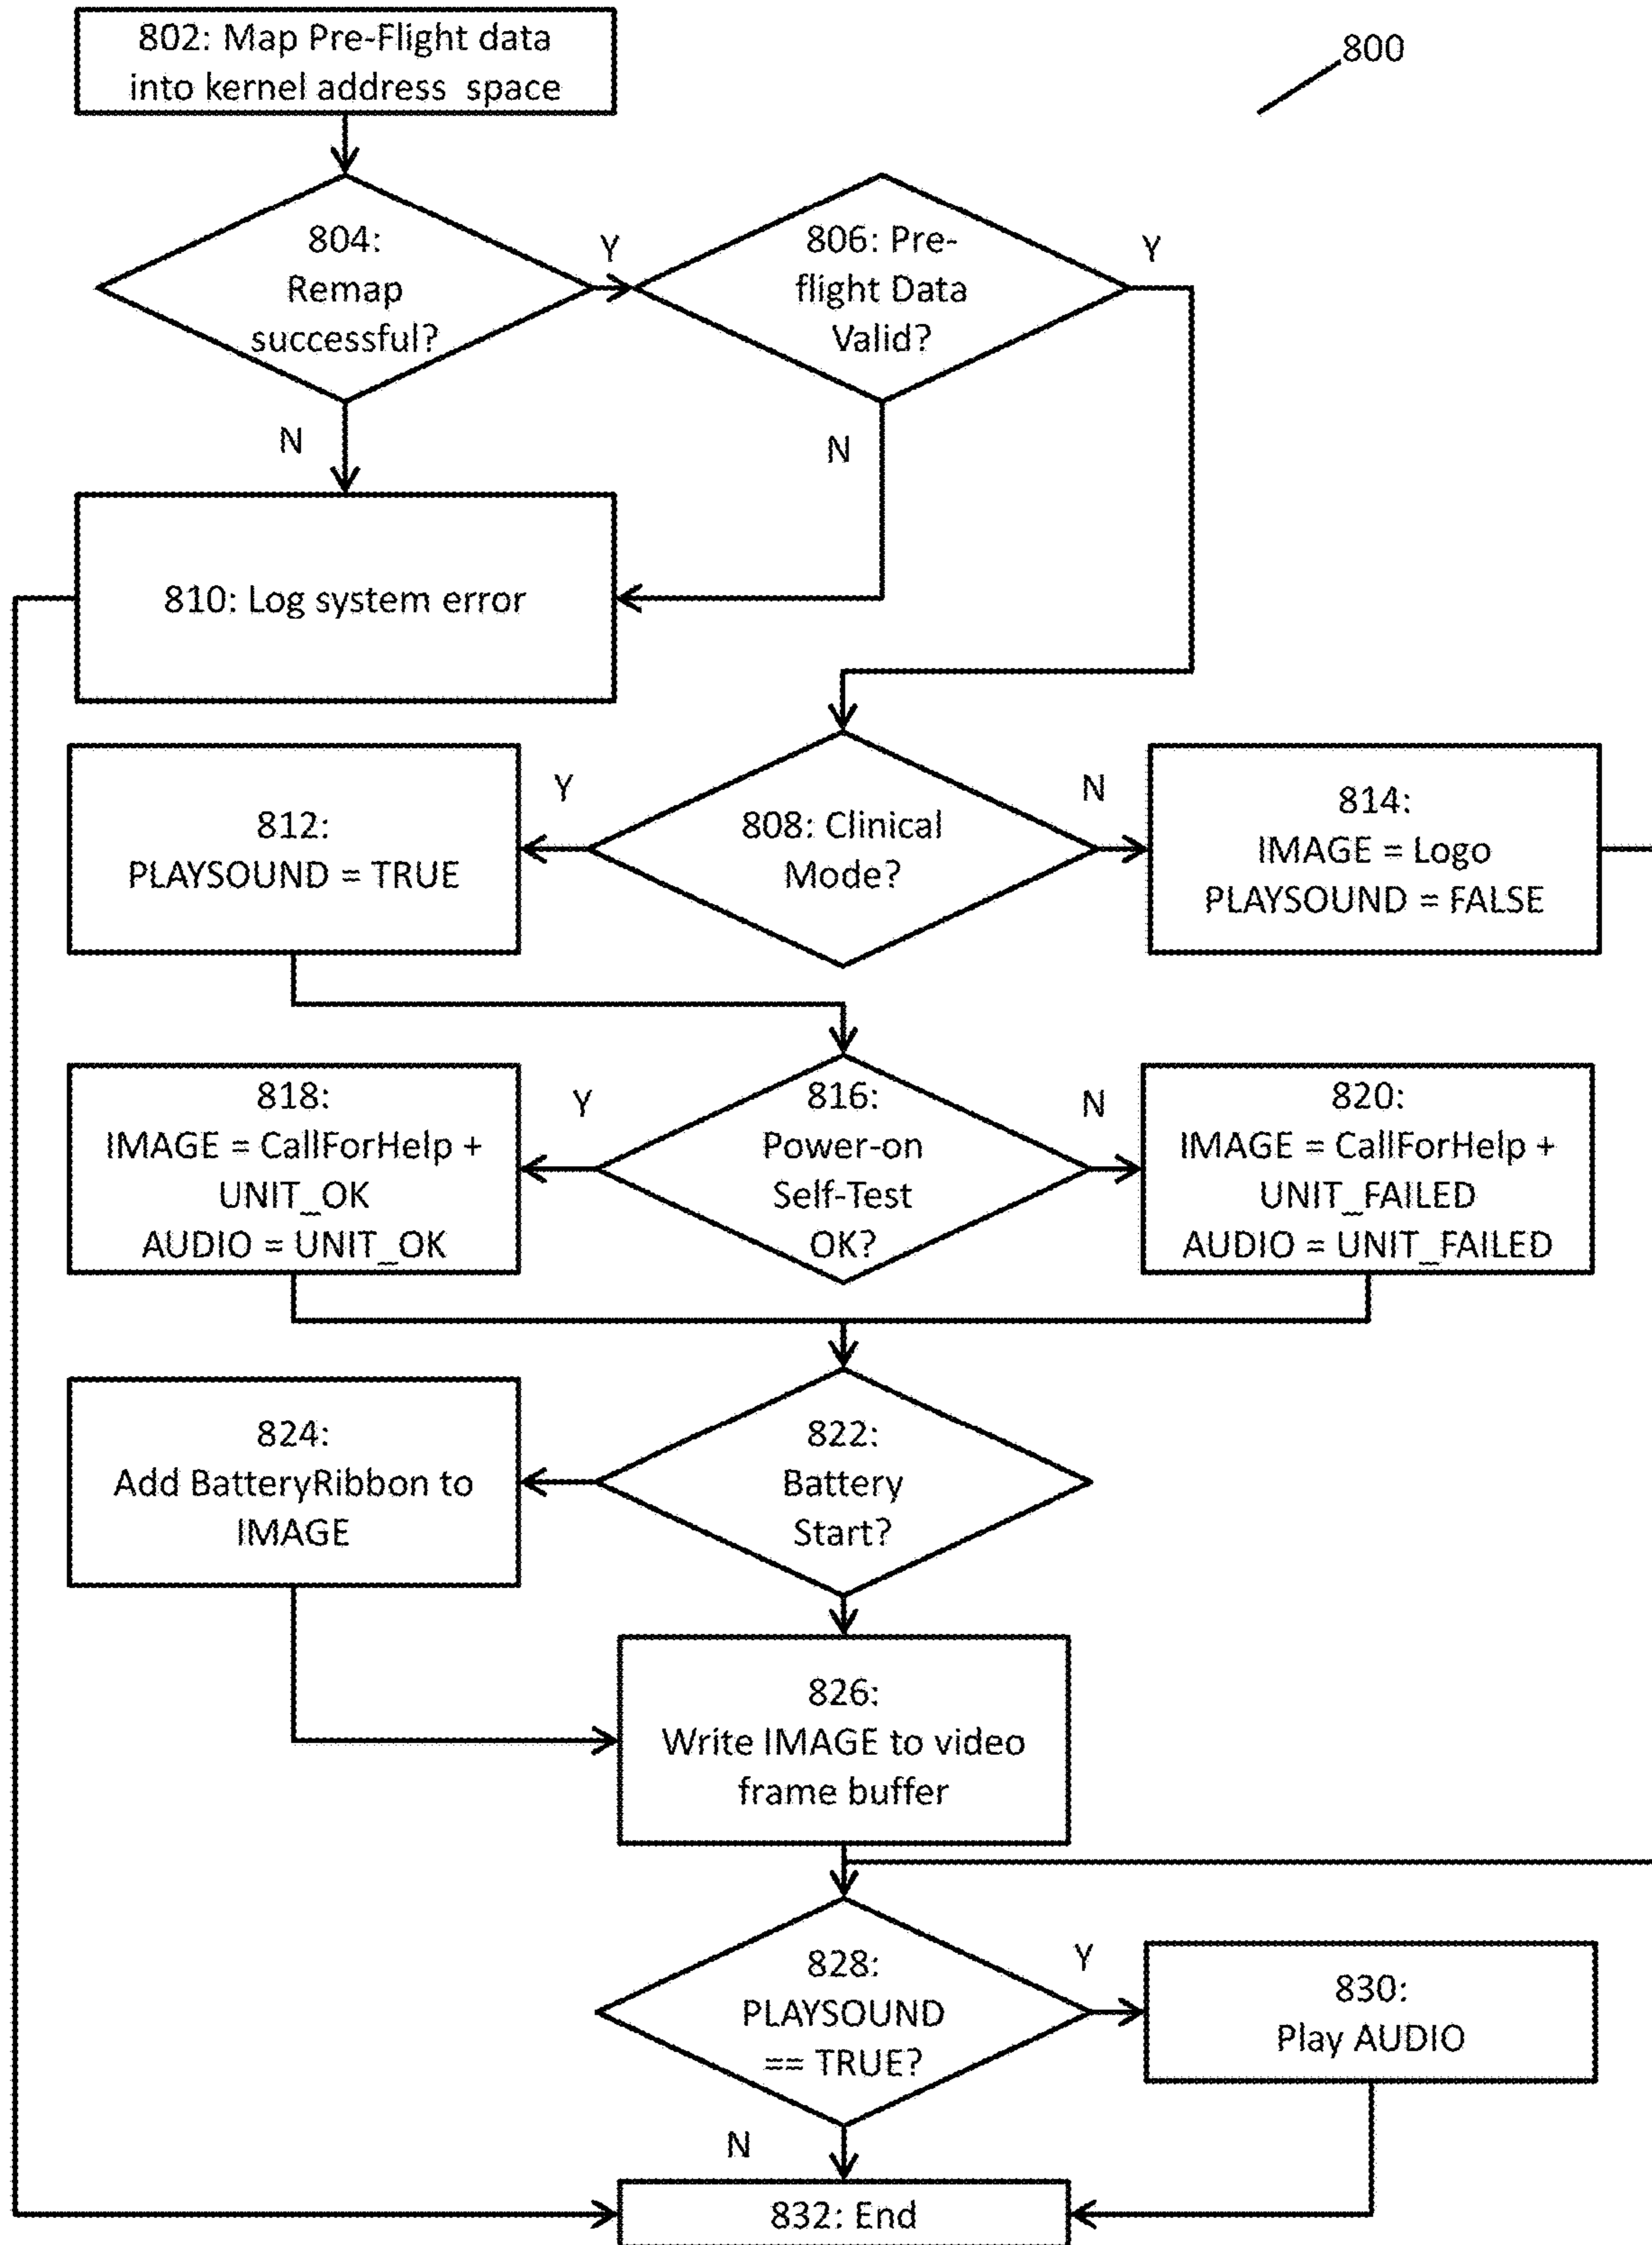 802: Map Pre-Flight data
into kernel address space
800
804:
Remap
successful?
Y
806: Pre-
flight Data
Valid?
Y
N
N
810: Log system error
812:
PLAYSOUND = TRUE
Y
808: Clinical
Mode?
N
814:
IMAGE = Logo
PLAYSOUND = FALSE
818:
IMAGE = CallForHelp +
UNIT_OK
AUDIO = UNIT_OK
Y
816:
Power-on
Self-Test
OK?
N
820:
IMAGE = CallForHelp +
UNIT_FAILED
AUDIO = UNIT_FAILED
824:
Add BatteryRibbon to
IMAGE
822:
Battery
Start?
826:
Write IMAGE to video
frame buffer
828:
PLAYSOUND
== TRUE?
Y
830:
Play AUDIO
N
832: End